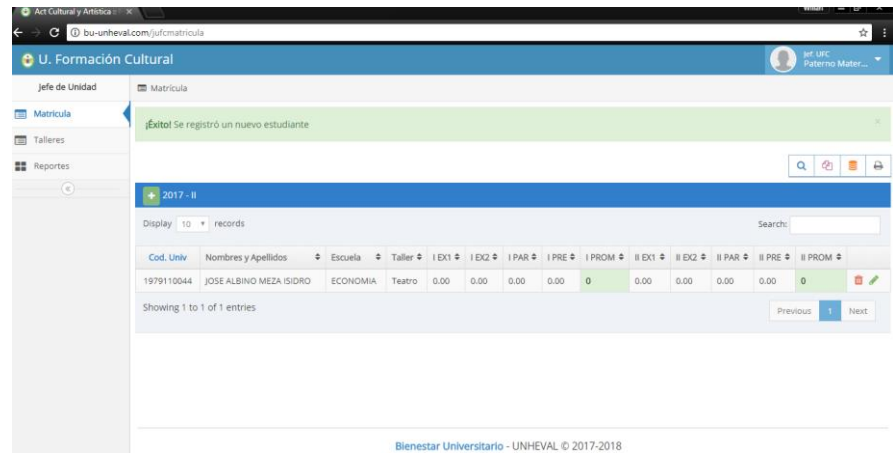 Act Cultural y Artística ::
bu-unheval.com/jufcmatricula
U. Formación Cultural
Jef. UFC
Paterno Mater...
Jefe de Unidad
Matrícula
Matrícula
¡Éxito! Se registró un nuevo estudiante
Talleres
Reportes
2017 - II
Display 10 records
Search:
Cod. Univ Nombres y Apellidos Escuela Taller I EX1 I EX2 I PAR I PRE I PROM II EX1 II EX2 II PAR II PRE II PROM
1979110044 JOSE ALBINO MEZA ISIDRO ECONOMIA Teatro 0.00 0.00 0.00 0.00 0 0.00 0.00 0.00 0.00 0
Showing 1 to 1 of 1 entries
Previous 1 Next
Bienestar Universitario - UNHEVAL © 2017-2018